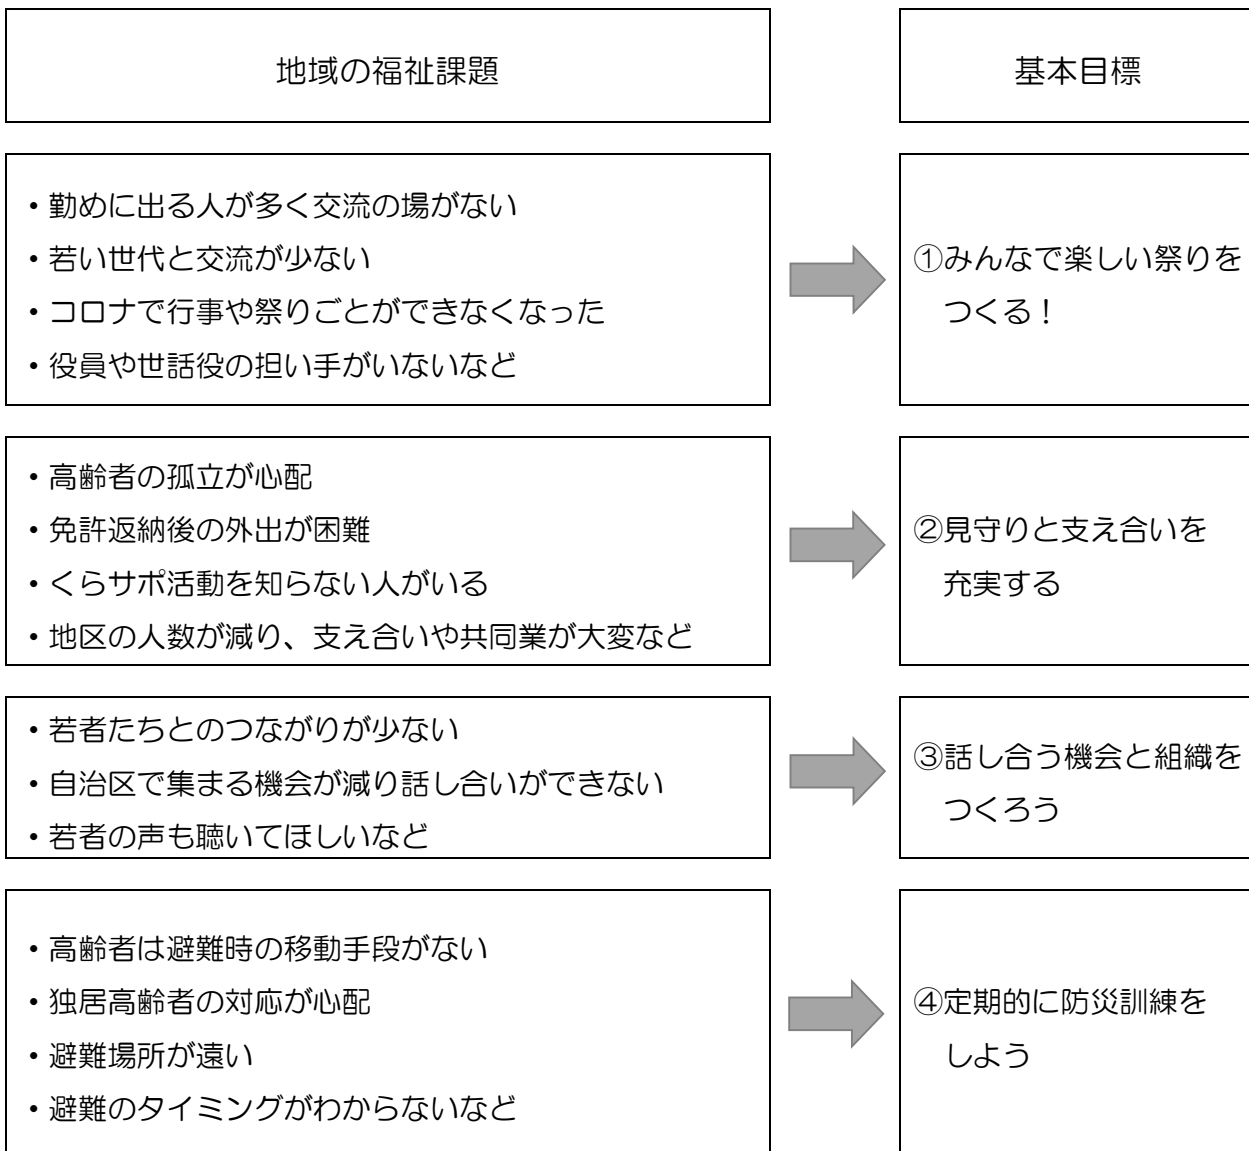 地域の福祉課題
基本目標
・勤めに出る人が多く交流の場がない
・若い世代と交流が少ない
・コロナで行事や祭りごとができなくなった
・役員や世話役の担い手がいないなど
①みんなで楽しい祭りを
つくる！
・高齢者の孤立が心配
・免許返納後の外出が困難
・くらサポ活動を知らない人がいる
・地区の人数が減り、支え合いや共同業が大変など
②見守りと支え合いを
充実する
・若者たちとのつながりが少ない
・自治区で集まる機会が減り話し合いができない
・若者の声も聴いてほしいなど
③話し合う機会と組織を
つくろう
・高齢者は避難時の移動手段がない
・独居高齢者の対応が心配
・避難場所が遠い
・避難のタイミングがわからないなど
④定期的に防災訓練を
しよう